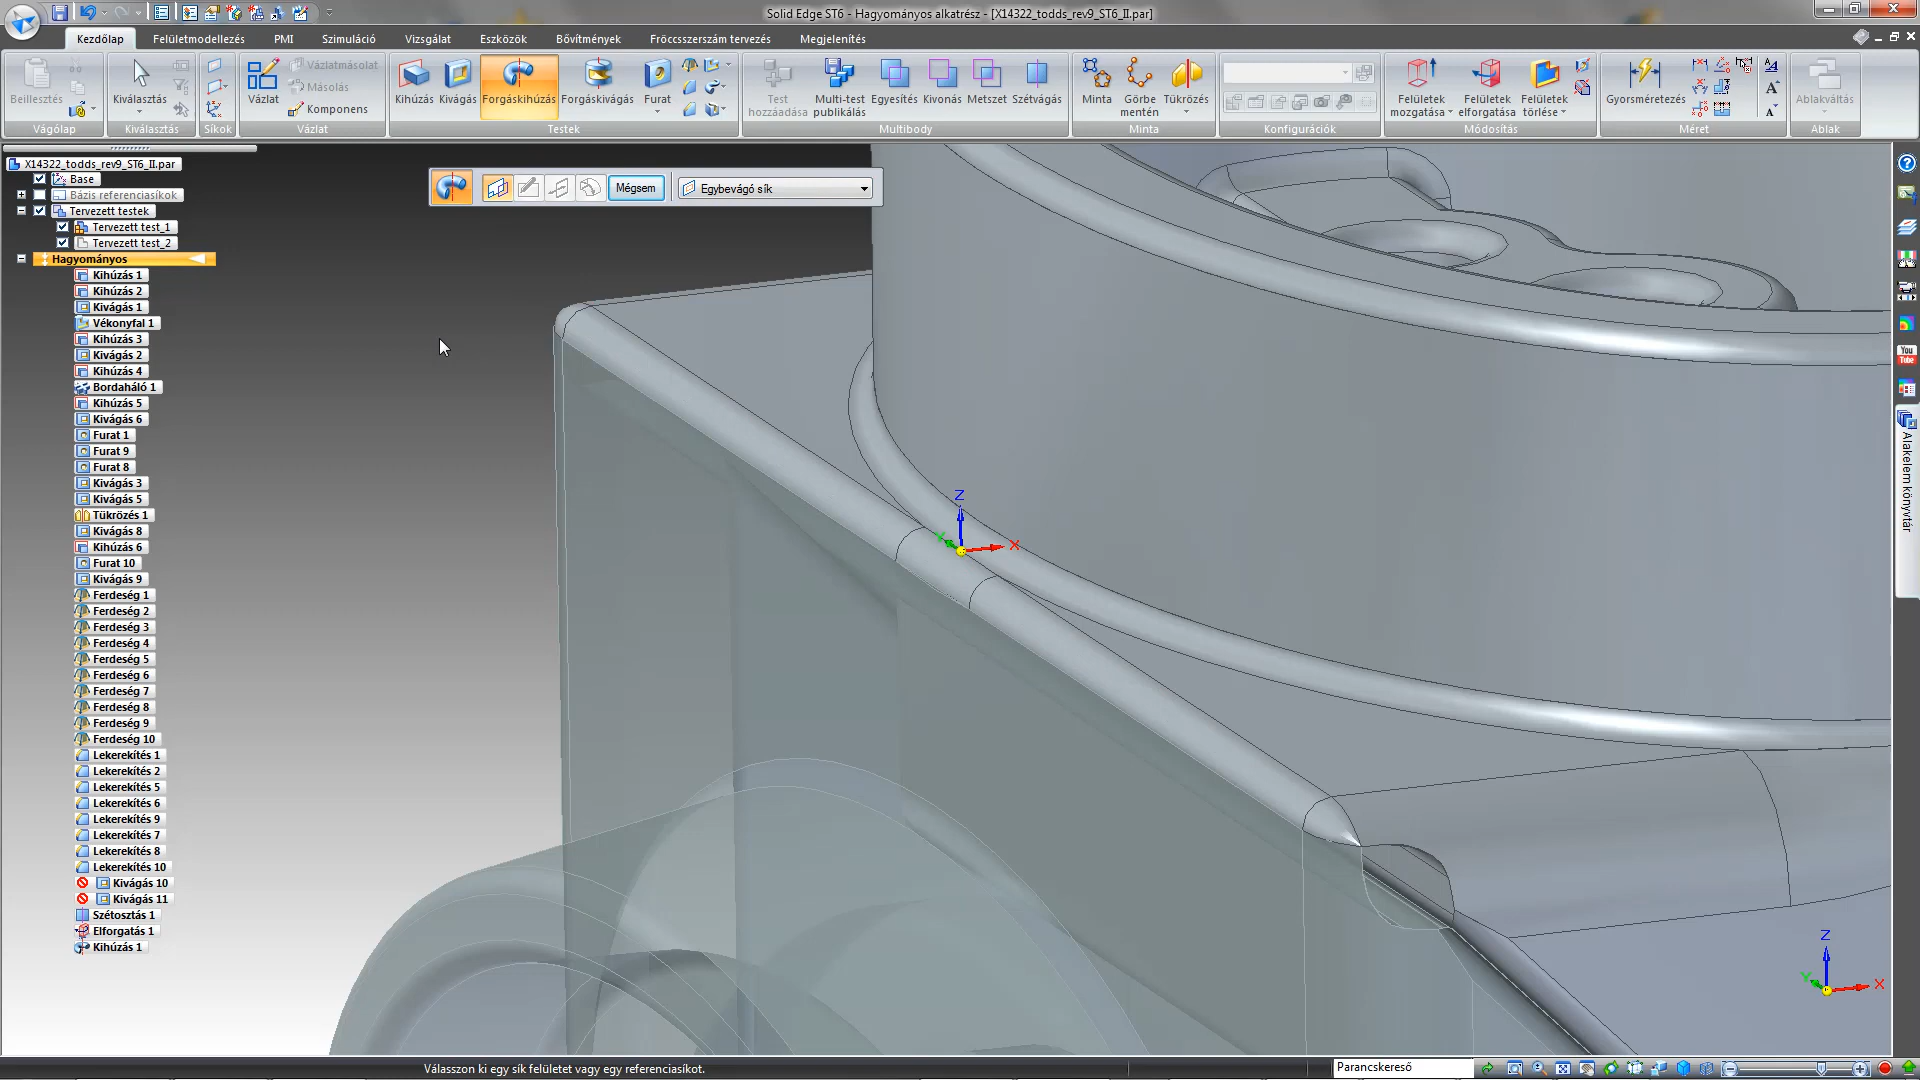 Solid Edge ST6 - Hagyományos alkatrész - [X14322_todds_rev9_ST6_II.par]
Kezdőlap
Felületmodellezés
PMI
Szimuláció
Vizsgálat
Eszközök
Bővítmények
Fröccsszerszám tervezés
Megjelenítés
Beillesztés
Vágólap
Kiválasztás
Kiválasztás
Síkok
Vázlat
Vázlatmásolat
Másolás
Komponens
Vázlat
Kihúzás
Kivágás
Forgáskihúzás
Forgáskivágás
Furat
Testek
Test hozzáadása
Multi-test publikálás
Egyesítés
Kivonás
Metszet
Szétvágás
Multibody
Minta
Görbe mentén
Tükrözés
Minta
Konfigurációk
Felületek mozgatása
Felületek elforgatása
Felületek törlése
Módosítás
Gyorsméretezés
Méret
Ablakváltás
Ablak
X14322_todds_rev9_ST6_II.par
Base
Bázis referenciasíkok
Tervezett testek
Tervezett test_1
Tervezett test_2
Hagyományos
Kihúzás 1
Kihúzás 2
Kivágás 1
Vékonyfal 1
Kihúzás 3
Kivágás 2
Kihúzás 4
Bordaháló 1
Kihúzás 5
Kivágás 6
Furat 1
Furat 9
Furat 8
Kivágás 3
Kivágás 5
Tükrözés 1
Kivágás 8
Kihúzás 6
Furat 10
Kivágás 9
Ferdeség 1
Ferdeség 2
Ferdeség 3
Ferdeség 4
Ferdeség 5
Ferdeség 6
Ferdeség 7
Ferdeség 8
Ferdeség 9
Ferdeség 10
Lekerekítés 1
Lekerekítés 2
Lekerekítés 5
Lekerekítés 6
Lekerekítés 9
Lekerekítés 7
Lekerekítés 8
Lekerekítés 10
Kivágás 10
Kivágás 11
Szétosztás 1
Elforgatás 1
Kihúzás 1
Mégsem
Egybevágó sík
Z
Y
X
Z
Y
X
You Tube
Alakelem könyvtár
Válasszon ki egy sík felületet vagy egy referenciasíkot.
Parancskereső